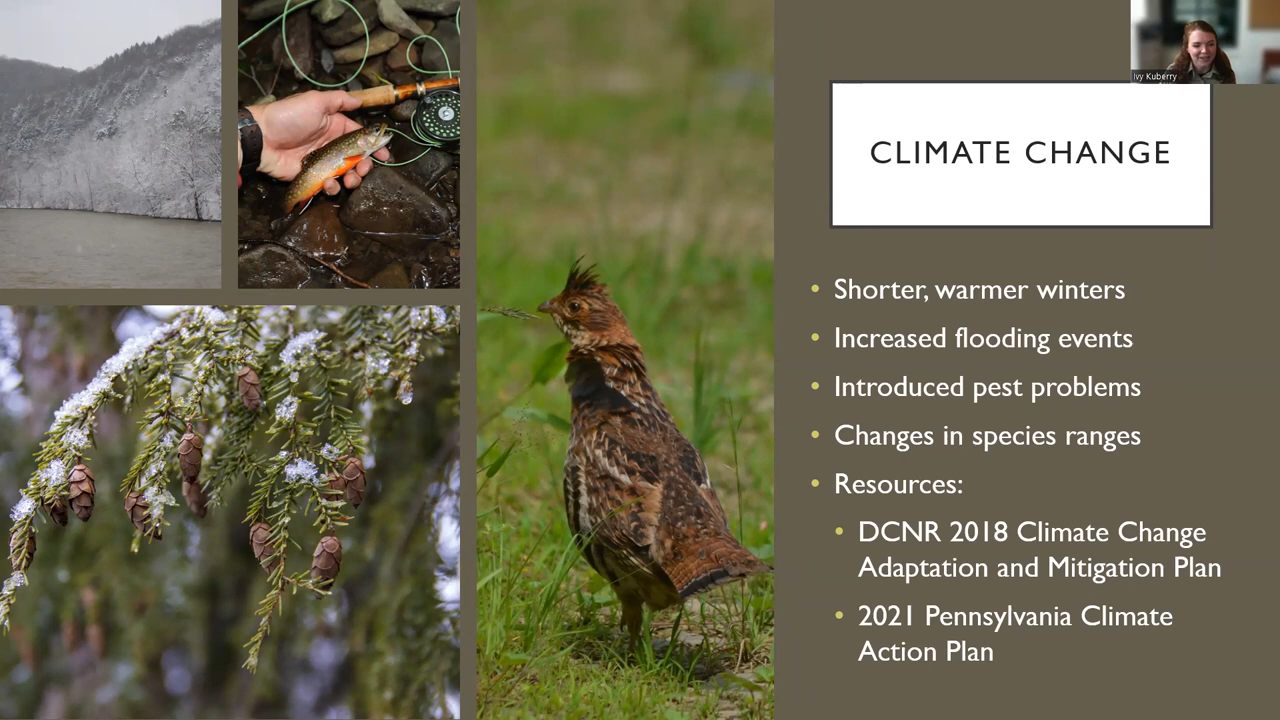 Ivy Kuberry
CLIMATE CHANGE
• Shorter, warmer winters
• Increased flooding events
• Introduced pest problems
• Changes in species ranges
• Resources:
• DCNR 2018 Climate Change
Adaptation and Mitigation Plan
• 2021 Pennsylvania Climate
Action Plan